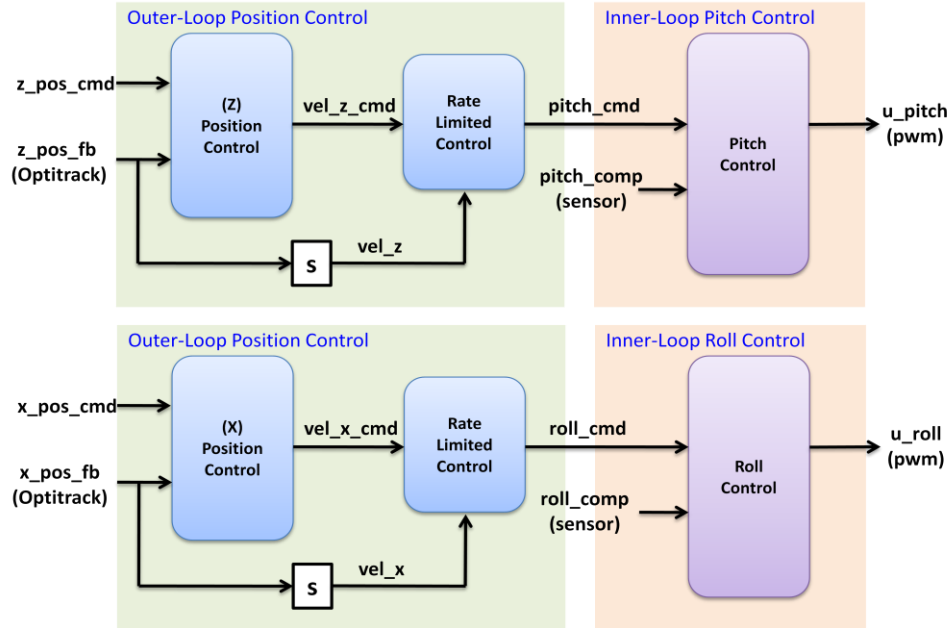 Outer-Loop Position Control
Inner-Loop Pitch Control
z_pos_cmd
z_pos_fb
(Optitrack)
(Z)
Position
Control
vel_z_cmd
Rate
Limited
Control
pitch_cmd
pitch_comp
(sensor)
Pitch
Control
u_pitch
(pwm)
s
vel_z
Outer-Loop Position Control
Inner-Loop Roll Control
x_pos_cmd
x_pos_fb
(Optitrack)
(X)
Position
Control
vel_x_cmd
Rate
Limited
Control
roll_cmd
roll_comp
(sensor)
Roll
Control
u_roll
(pwm)
s
vel_x